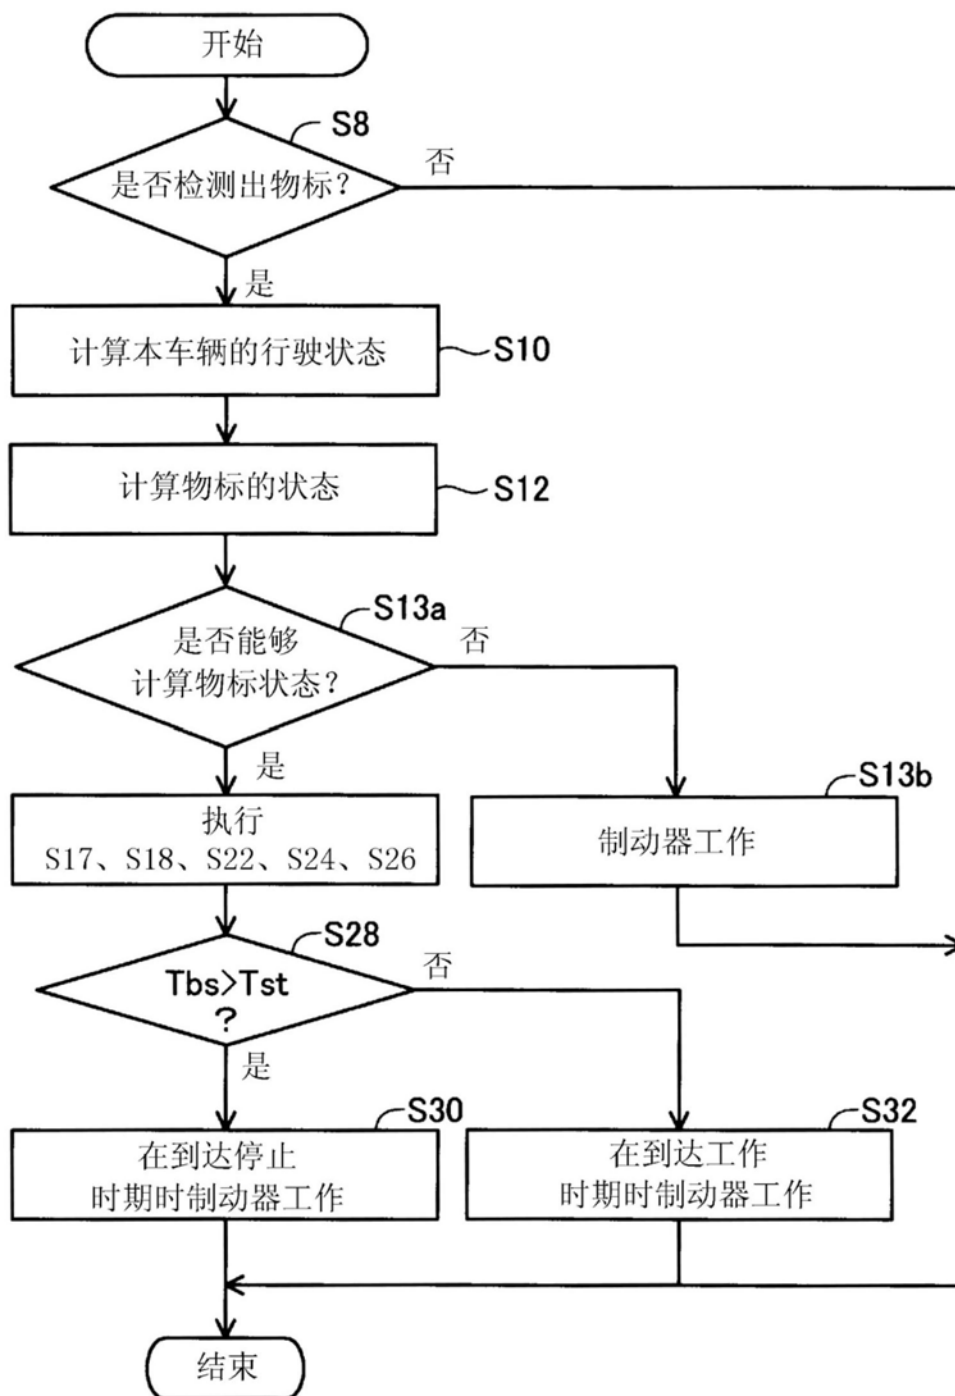 开始
S8
是否检测出物标？
否
是
计算本车辆的行驶状态
S10
计算物标的状态
S12
S13a
是否能够
计算物标状态？
否
是
S13b
执行
S17、S18、S22、S24、S26
制动器工作
S28
Tbs>Tst
？
否
是
S30
在到达停止
时期时制动器工作
S32
在到达工作
时期时制动器工作
结束